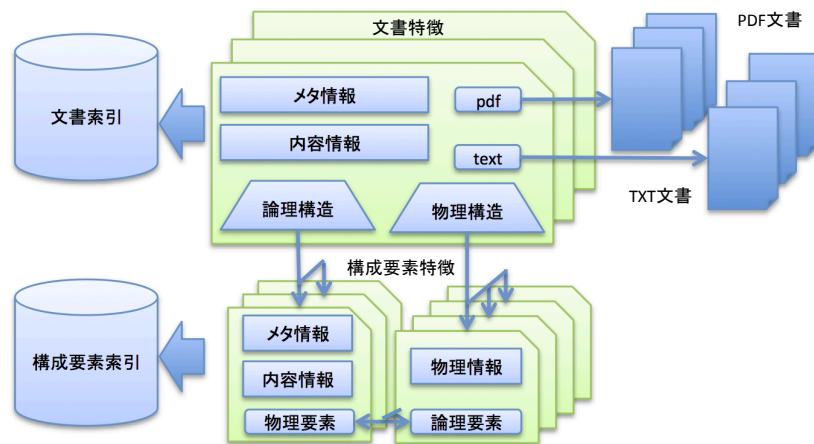 文書特徴
PDF文書
メタ情報
pdf
文書索引
内容情報
text
論理構造
物理構造
TXT文書
構成要素特徴
メタ情報
構成要素索引
内容情報
物理情報
物理要素
論理要素